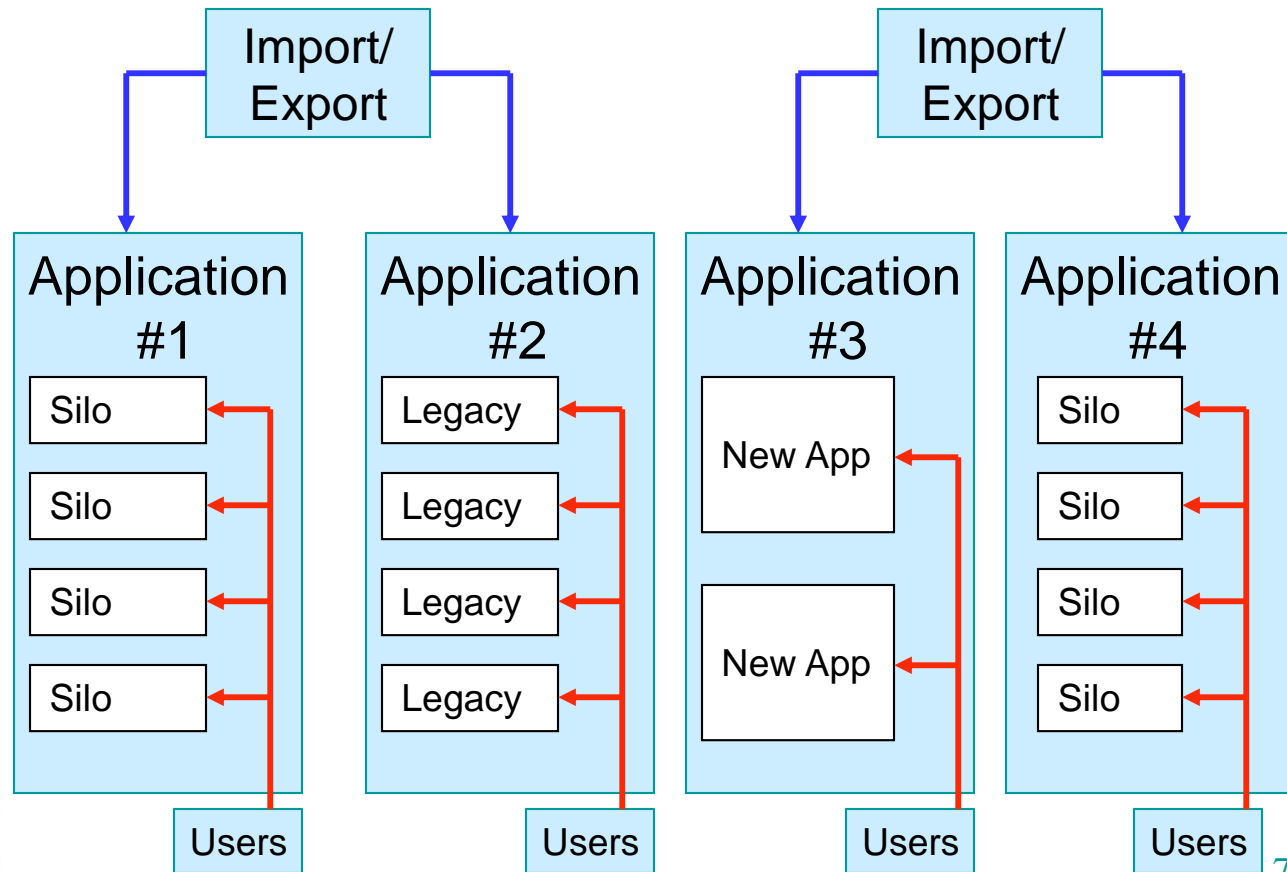 Import/
Export
Import/
Export
Application
#1
Silo
Silo
Silo
Silo
Users
Application
#2
Legacy
Legacy
Legacy
Legacy
Users
Application
#3
New App
New App
Users
Application
#4
Silo
Silo
Silo
Silo
Users
7